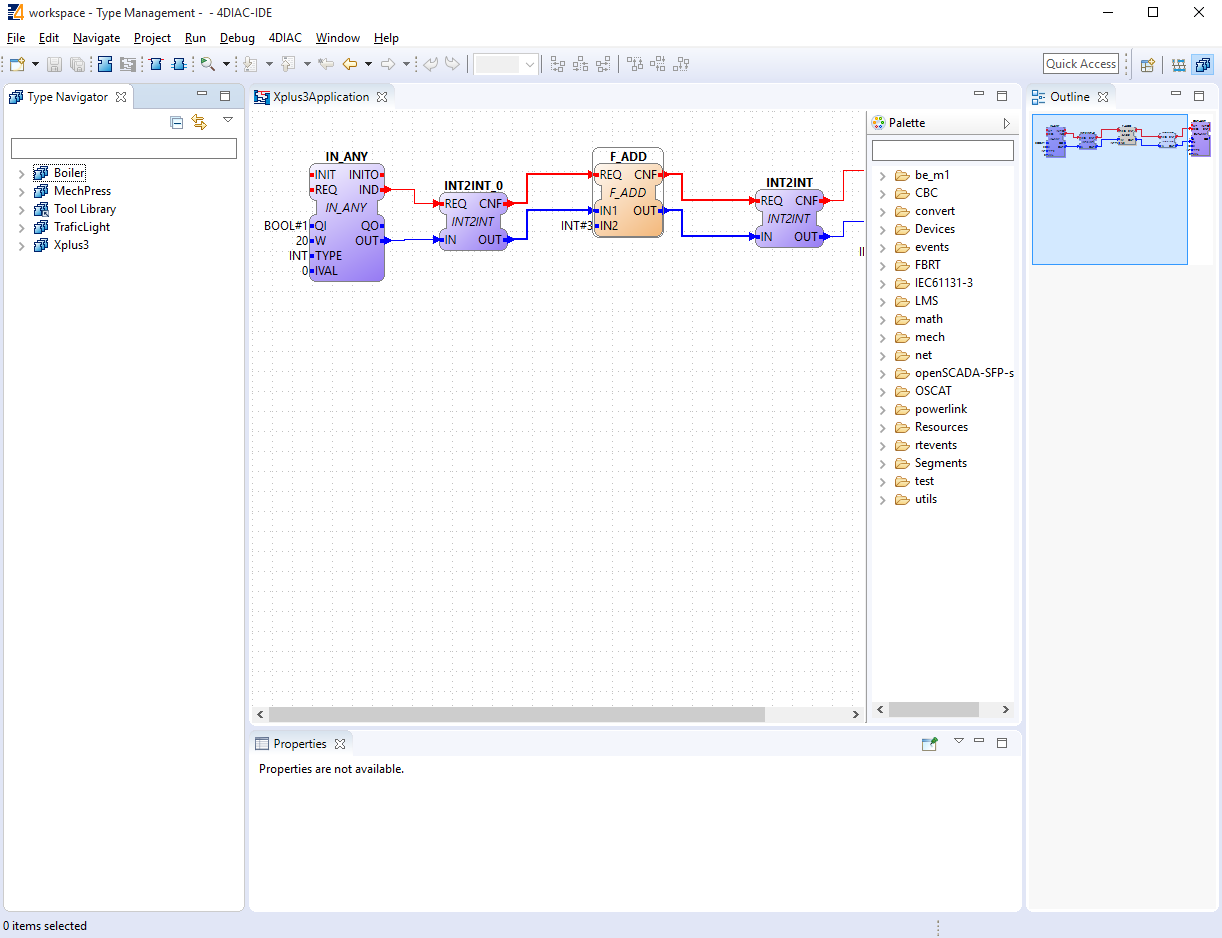 workspace - Type Management -  - 4DIAC-IDE
File Edit Navigate Project Run Debug 4DIAC Window Help
Quick Access
Type Navigator
Boiler
MechPress
Tool Library
TraficLight
Xplus3
Xplus3Application
IN_ANY
INIT INITO
REQ IND
IN_ANY
BOOL#1 QI QO
20 W OUT
INT TYPE
0 IVAL
INT2INT_0
REQ CNF
INT2INT
IN OUT
F_ADD
REQ CNF
F_ADD
IN1 OUT
INT#3 IN2
INT2INT
REQ CNF
INT2INT
IN OUT
Palette
be_m1
CBC
convert
Devices
events
FBRT
IEC61131-3
LMS
math
mech
net
openSCADA-SFP-s
OSCAT
powerlink
Resources
rtevents
Segments
test
utils
Outline
Properties
Properties are not available.
0 items selected